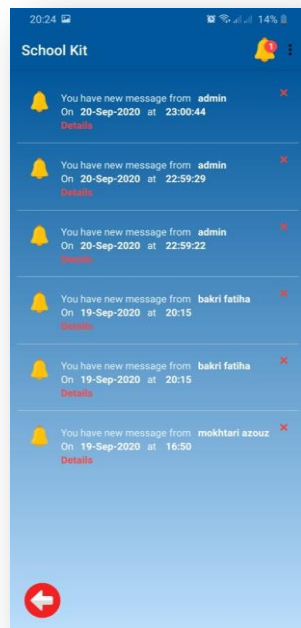 20:24 14%
School Kit 1
You have new message from admin
On 20-Sep-2020 at 23:00:44
Details
You have new message from admin
On 20-Sep-2020 at 22:59:29
Details
You have new message from admin
On 20-Sep-2020 at 22:59:22
Details
You have new message from bakri fatiha
On 19-Sep-2020 at 20:15
Details
You have new message from bakri fatiha
On 19-Sep-2020 at 20:15
Details
You have new message from mokhtari azouz
On 19-Sep-2020 at 16:50
Details